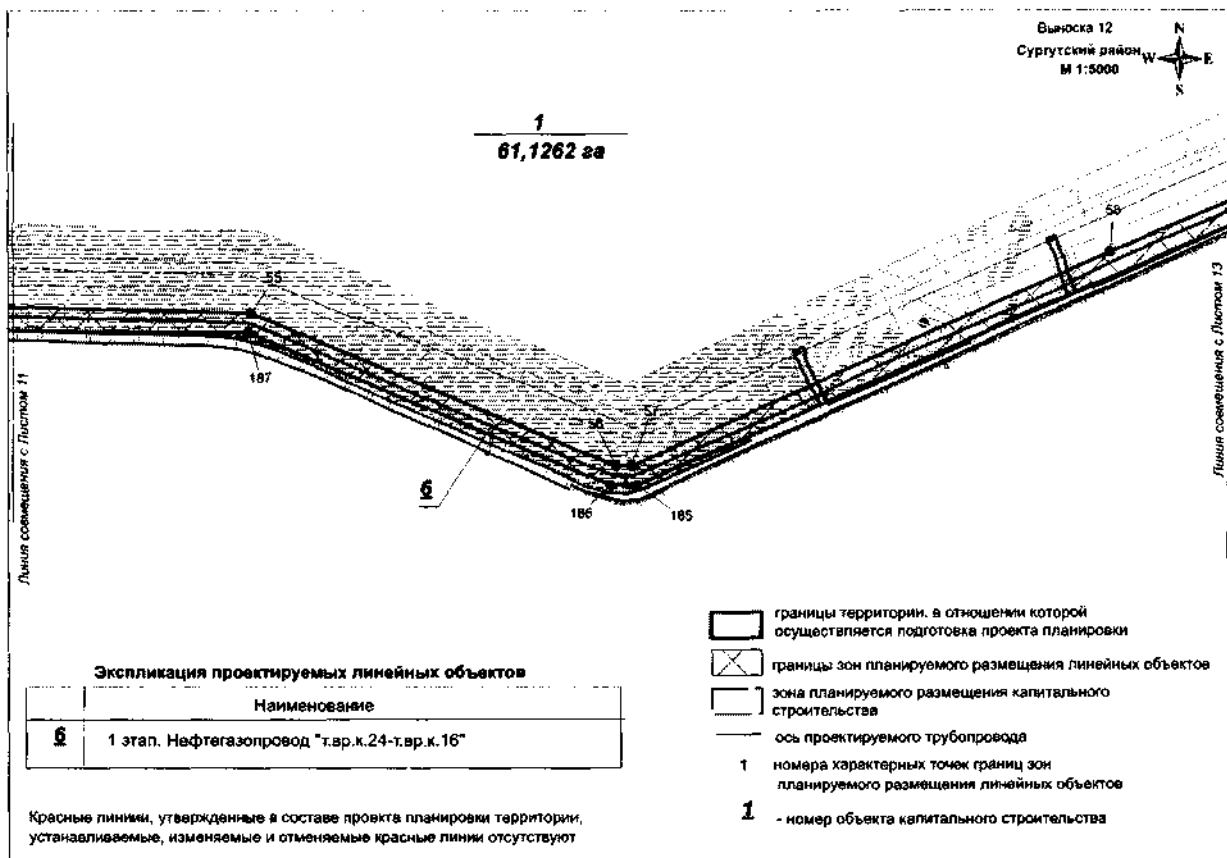 Выноска 12
Сургутский район
М 1:5000
N
W E
S
1
61,1262 га
58
55
187
57
56
6
186
185
Линия совмещения с Листом 11
Линия совмещения с Листом 13
границы территории, в отношении которой
осуществляется подготовка проекта планировки
границы зон планируемого размещения линейных объектов
зона планируемого размещения капитального
строительства
ось проектируемого трубопровода
1 номера характерных точек границ зон
планируемого размещения линейных объектов
1 - номер объекта капитального строительства
Экспликация проектируемых линейных объектов
Наименование
6 1 этап. Нефтегазопровод "т.вр.к.24-т.вр.к.16"
Красные линии, утвержденные в составе проекта планировки территории,
устанавливаемые, изменяемые и отменяемые красные линии отсутствуют